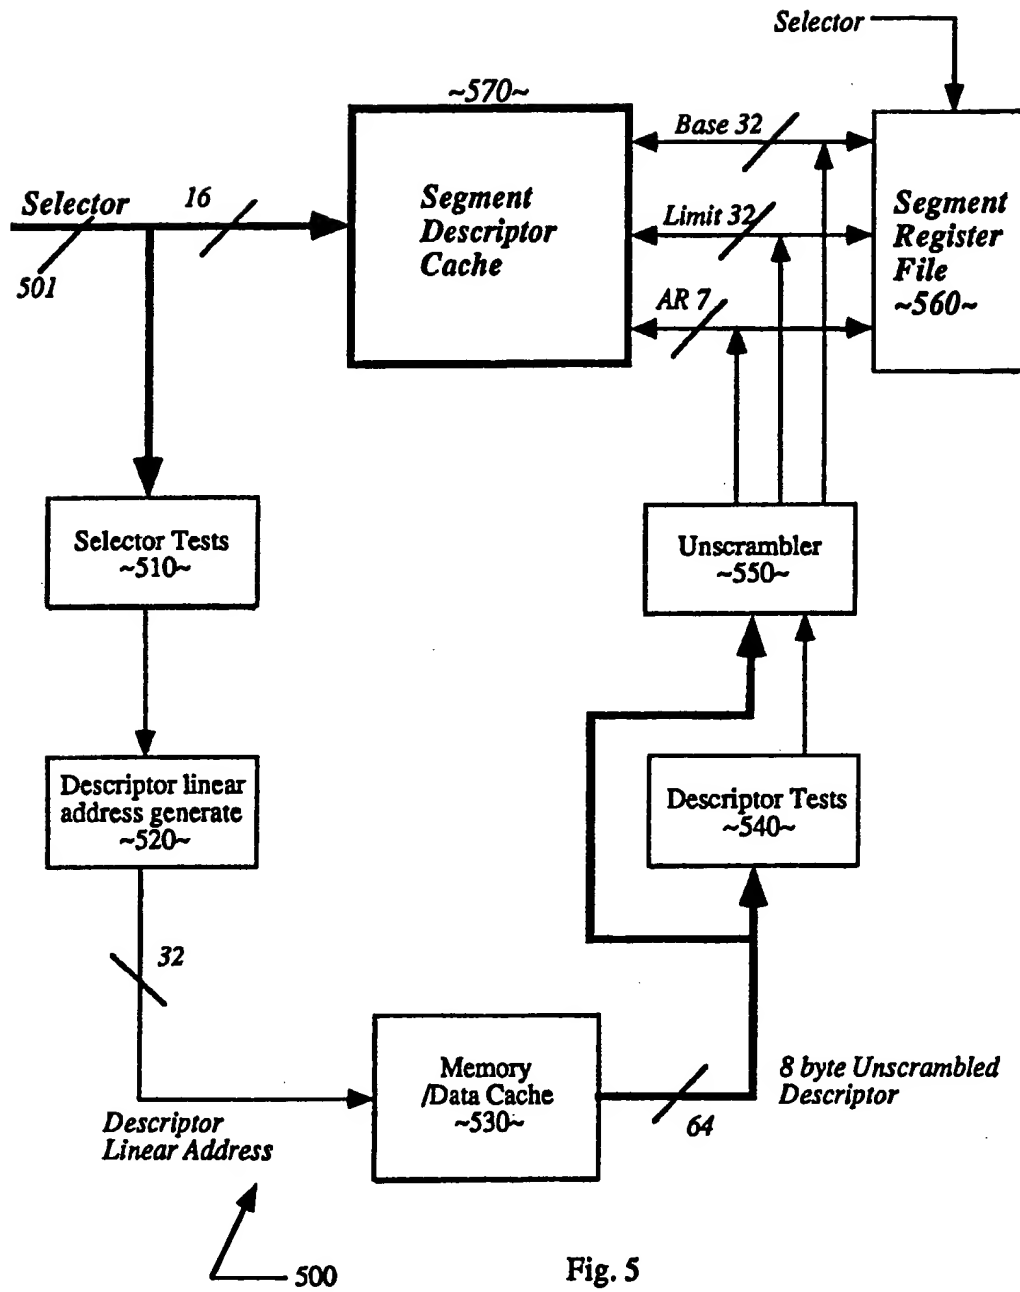 Selector
~570~
Base 32
Segment
Descriptor
Cache
Selector
16
501
Limit 32
AR 7
Segment
Register
File
~560~
Selector Tests
~510~
Unscrambler
~550~
Descriptor linear
address generate
~520~
Descriptor Tests
~540~
32
Memory
/Data Cache
~530~
8 byte Unscrambled
Descriptor
64
Descriptor
Linear Address
500
Fig. 5